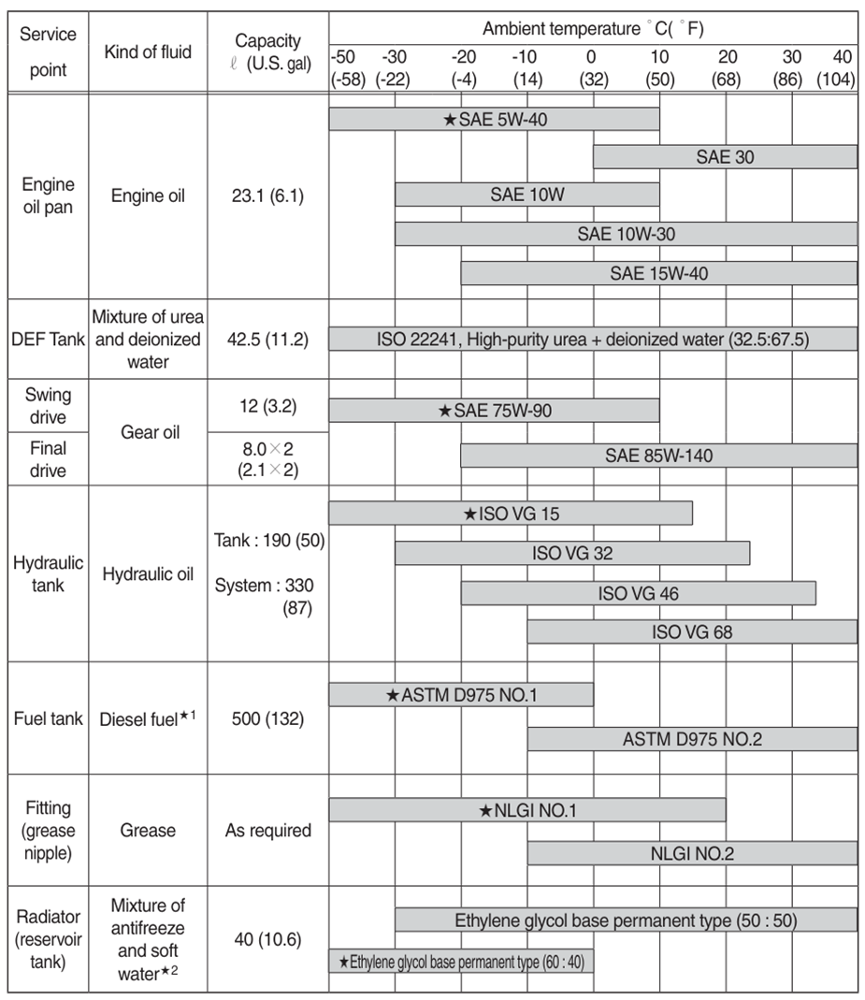 Service
point
Kind of fluid
Capacity
ℓ (U.S. gal)
Ambient temperature °C( °F)
-50 -30 -20 -10 0 10 20 30 40
(-58) (-22) (-4) (14) (32) (50) (68) (86) (104)
Engine
oil pan
Engine oil
23.1 (6.1)
★SAE 5W-40
SAE 30
SAE 10W
SAE 10W-30
SAE 15W-40
DEF Tank
Mixture of urea
and deionized
water
42.5 (11.2)
ISO 22241, High-purity urea + deionized water (32.5:67.5)
Swing
drive
Final
drive
Gear oil
12 (3.2)
8.0×2
(2.1×2)
★SAE 75W-90
SAE 85W-140
Hydraulic
tank
Hydraulic oil
Tank : 190 (50)
System : 330
(87)
★ISO VG 15
ISO VG 32
ISO VG 46
ISO VG 68
Fuel tank
Diesel fuel★1
500 (132)
★ASTM D975 NO.1
ASTM D975 NO.2
Fitting
(grease
nipple)
Grease
As required
★NLGI NO.1
NLGI NO.2
Radiator
(reservoir
tank)
Mixture of
antifreeze
and soft
water★2
40 (10.6)
Ethylene glycol base permanent type (50 : 50)
★Ethylene glycol base permanent type (60 : 40)